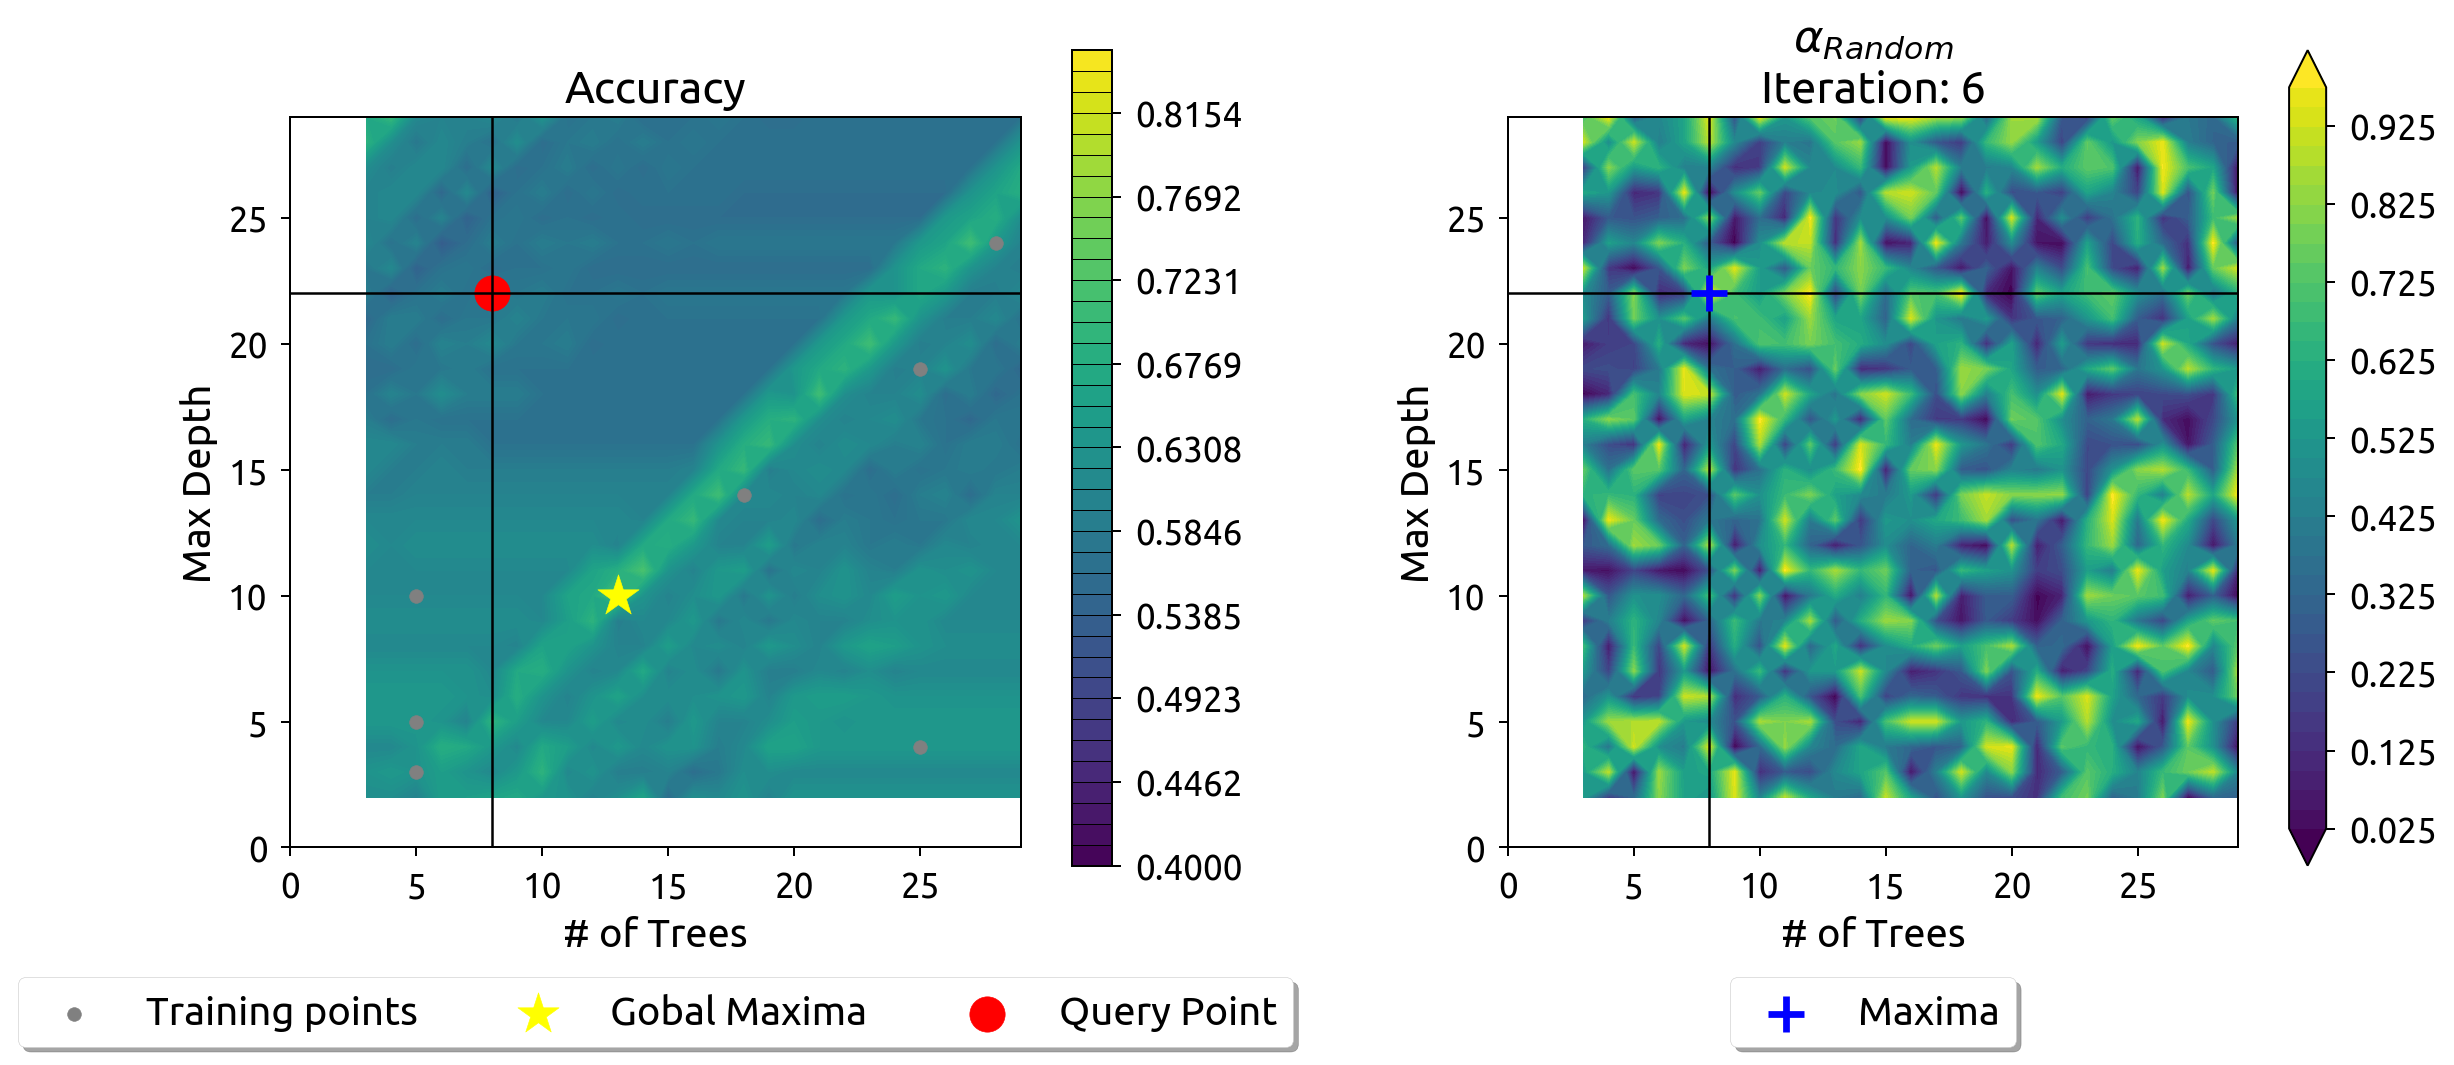 Accuracy
Max Depth
25
20
15
10
5
0
0 5 10 15 20 25
# of Trees
0.8154
0.7692
0.7231
0.6769
0.6308
0.5846
0.5385
0.4923
0.4462
0.4000
Training points Gobal Maxima Query Point
α_Random
Iteration: 6
Max Depth
25
20
15
10
5
0
0 5 10 15 20 25
# of Trees
0.925
0.825
0.725
0.625
0.525
0.425
0.325
0.225
0.125
0.025
Maxima